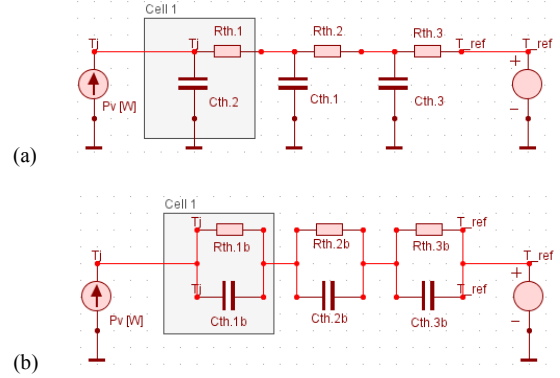 Cell 1
Tj Tj Rth.1 Rth.2 Rth.3 T_ref T_ref
+
Pv [W] Cth.2 Cth.1 Cth.3
−
(a)
Cell 1
Tj Tj Rth.1b Rth.2b Rth.3b T_ref T_ref
Tj T_ref +
Pv [W] Cth.1b Cth.2b Cth.3b −
(b)